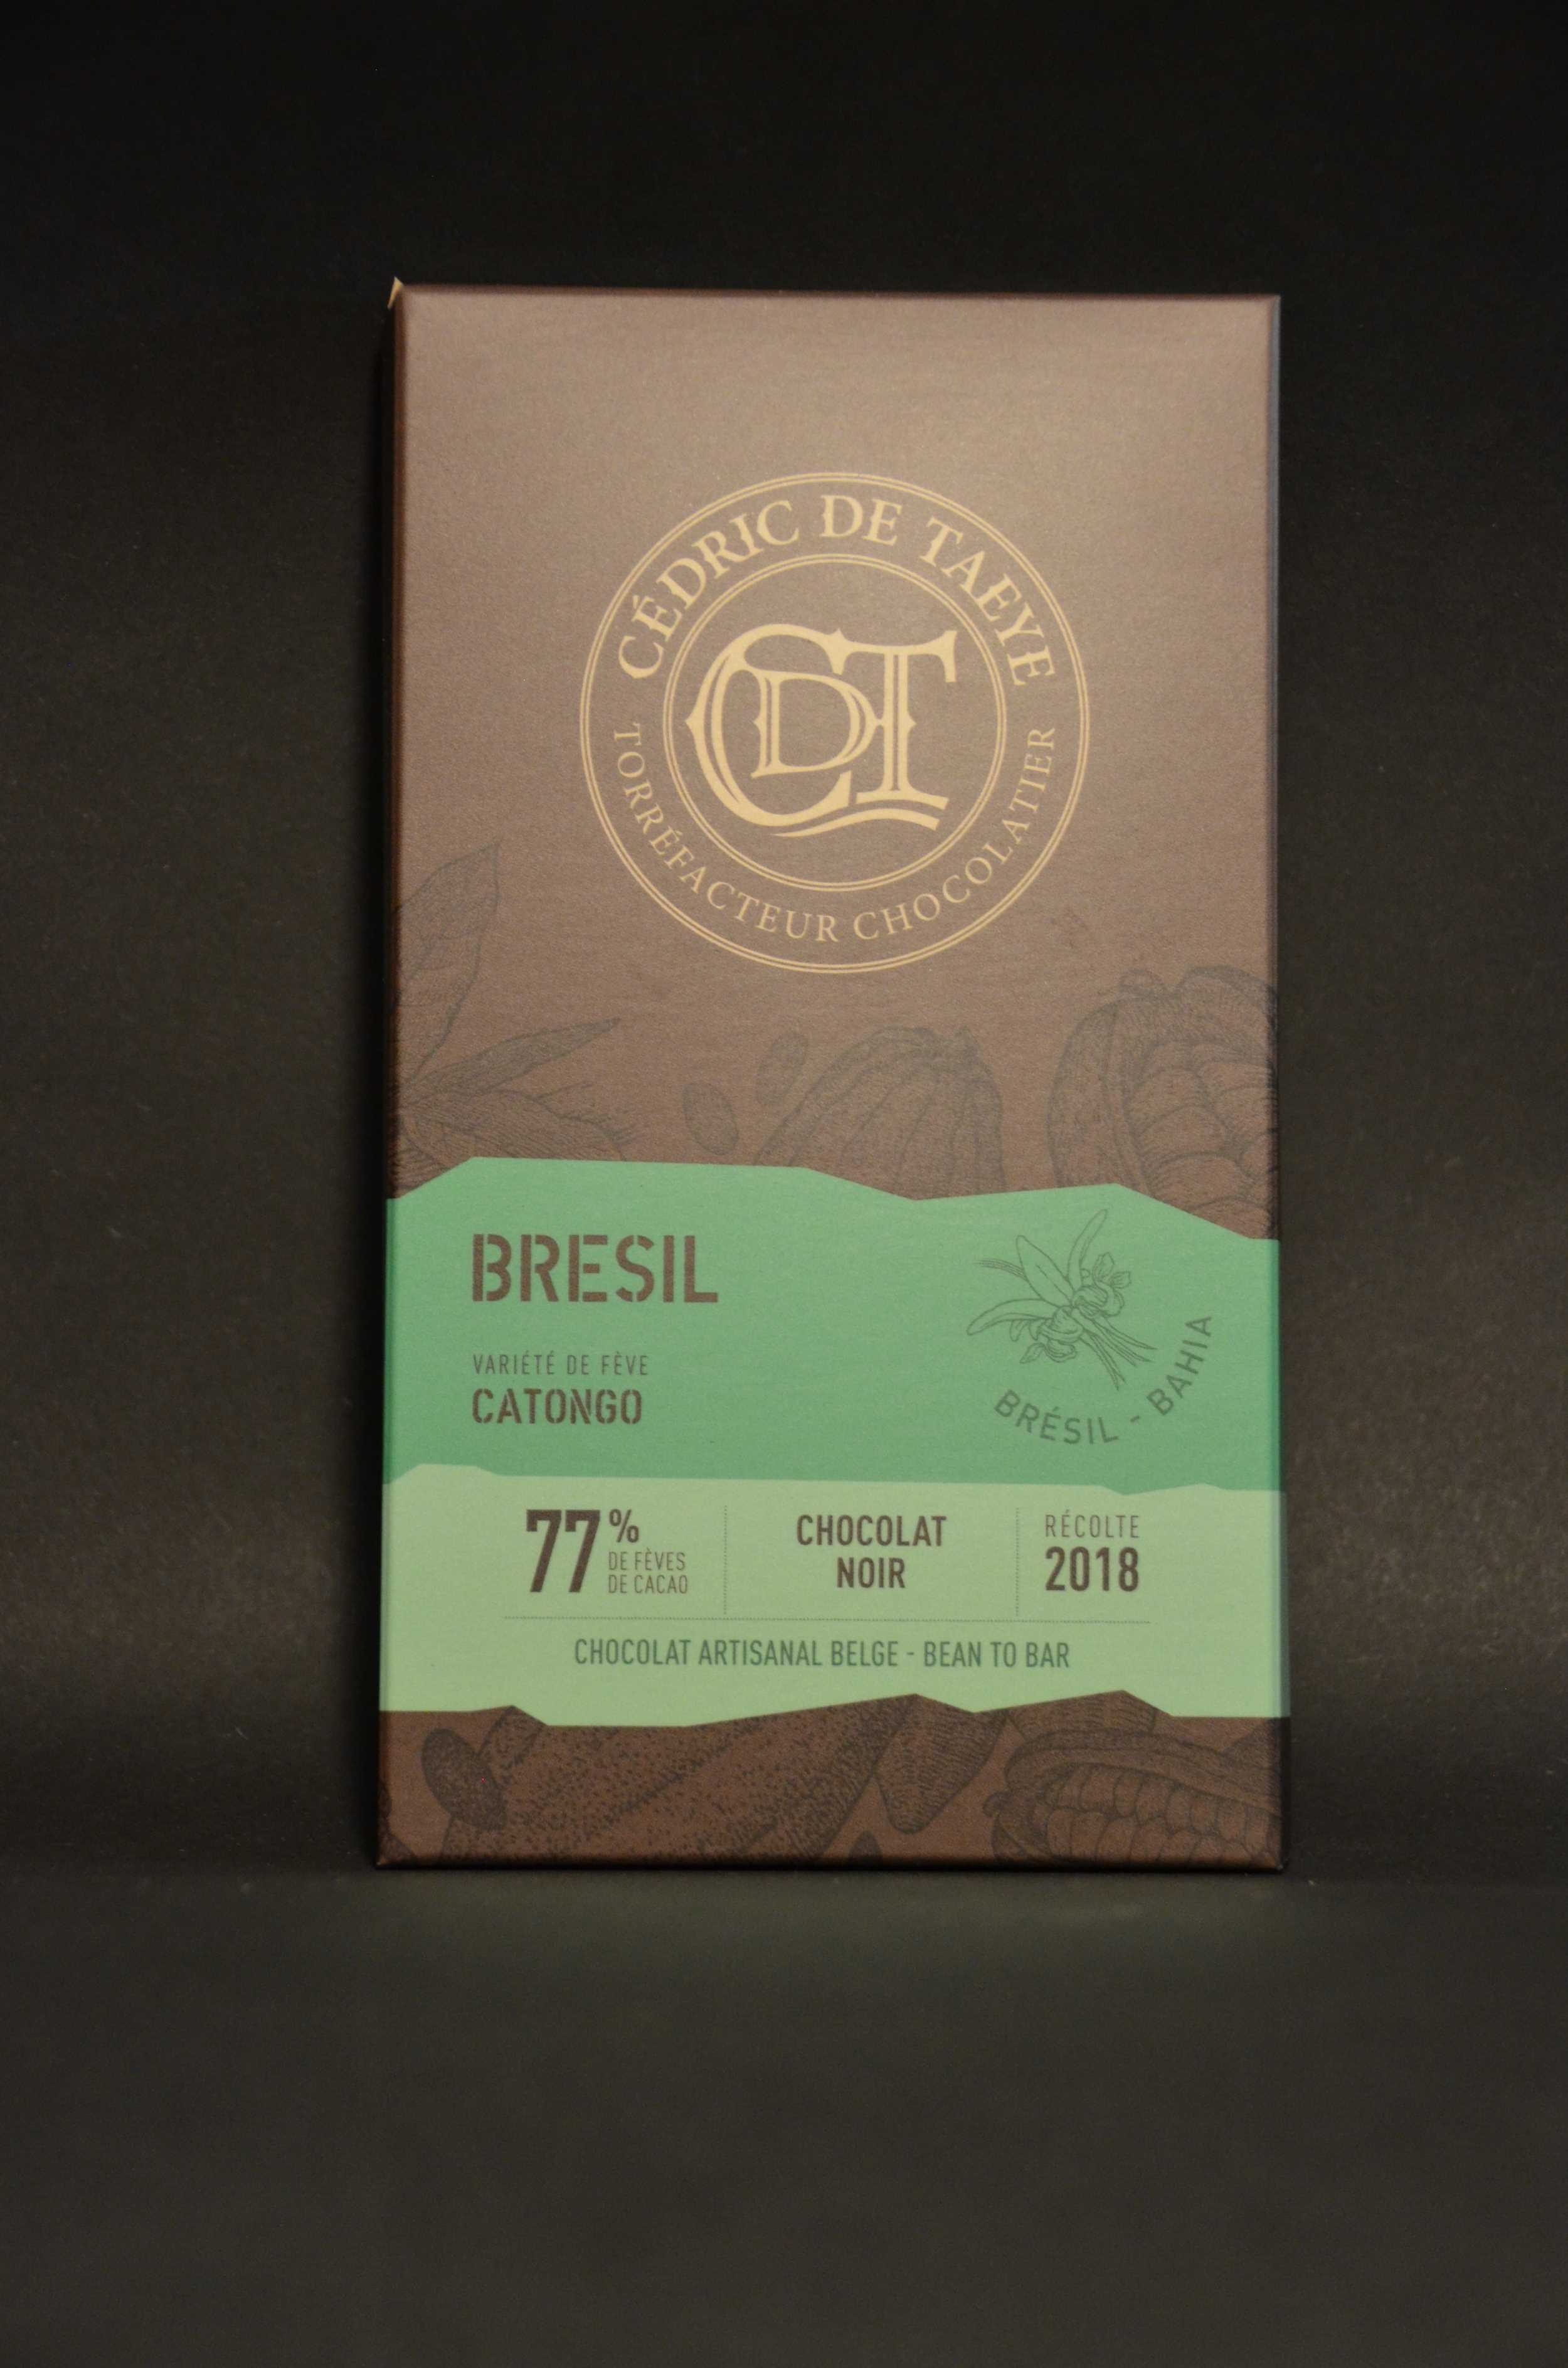 CÉDRIC DE TAEYE
CDT
TORRÉFACTEUR CHOCOLATIER
BRESIL
VARIÉTÉ DE FÈVE
CATONGO
BRÉSIL - BAHIA
77%
DE FÈVES
DE CACAO
CHOCOLAT
NOIR
RÉCOLTE
2018
CHOCOLAT ARTISANAL BELGE - BEAN TO BAR